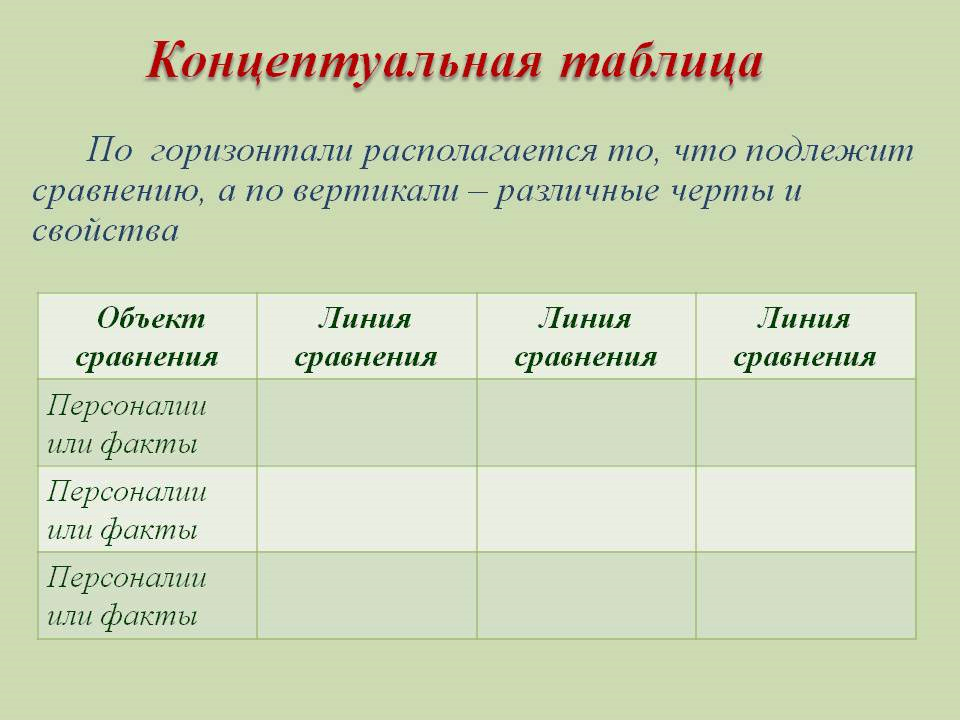 Концептуальная таблица
По горизонтали располагается то, что подлежит
сравнению, а по вертикали – различные черты и
свойства
Объект сравнения
Линия сравнения
Линия сравнения
Линия сравнения
Персоналии
или факты
Персоналии
или факты
Персоналии
или факты